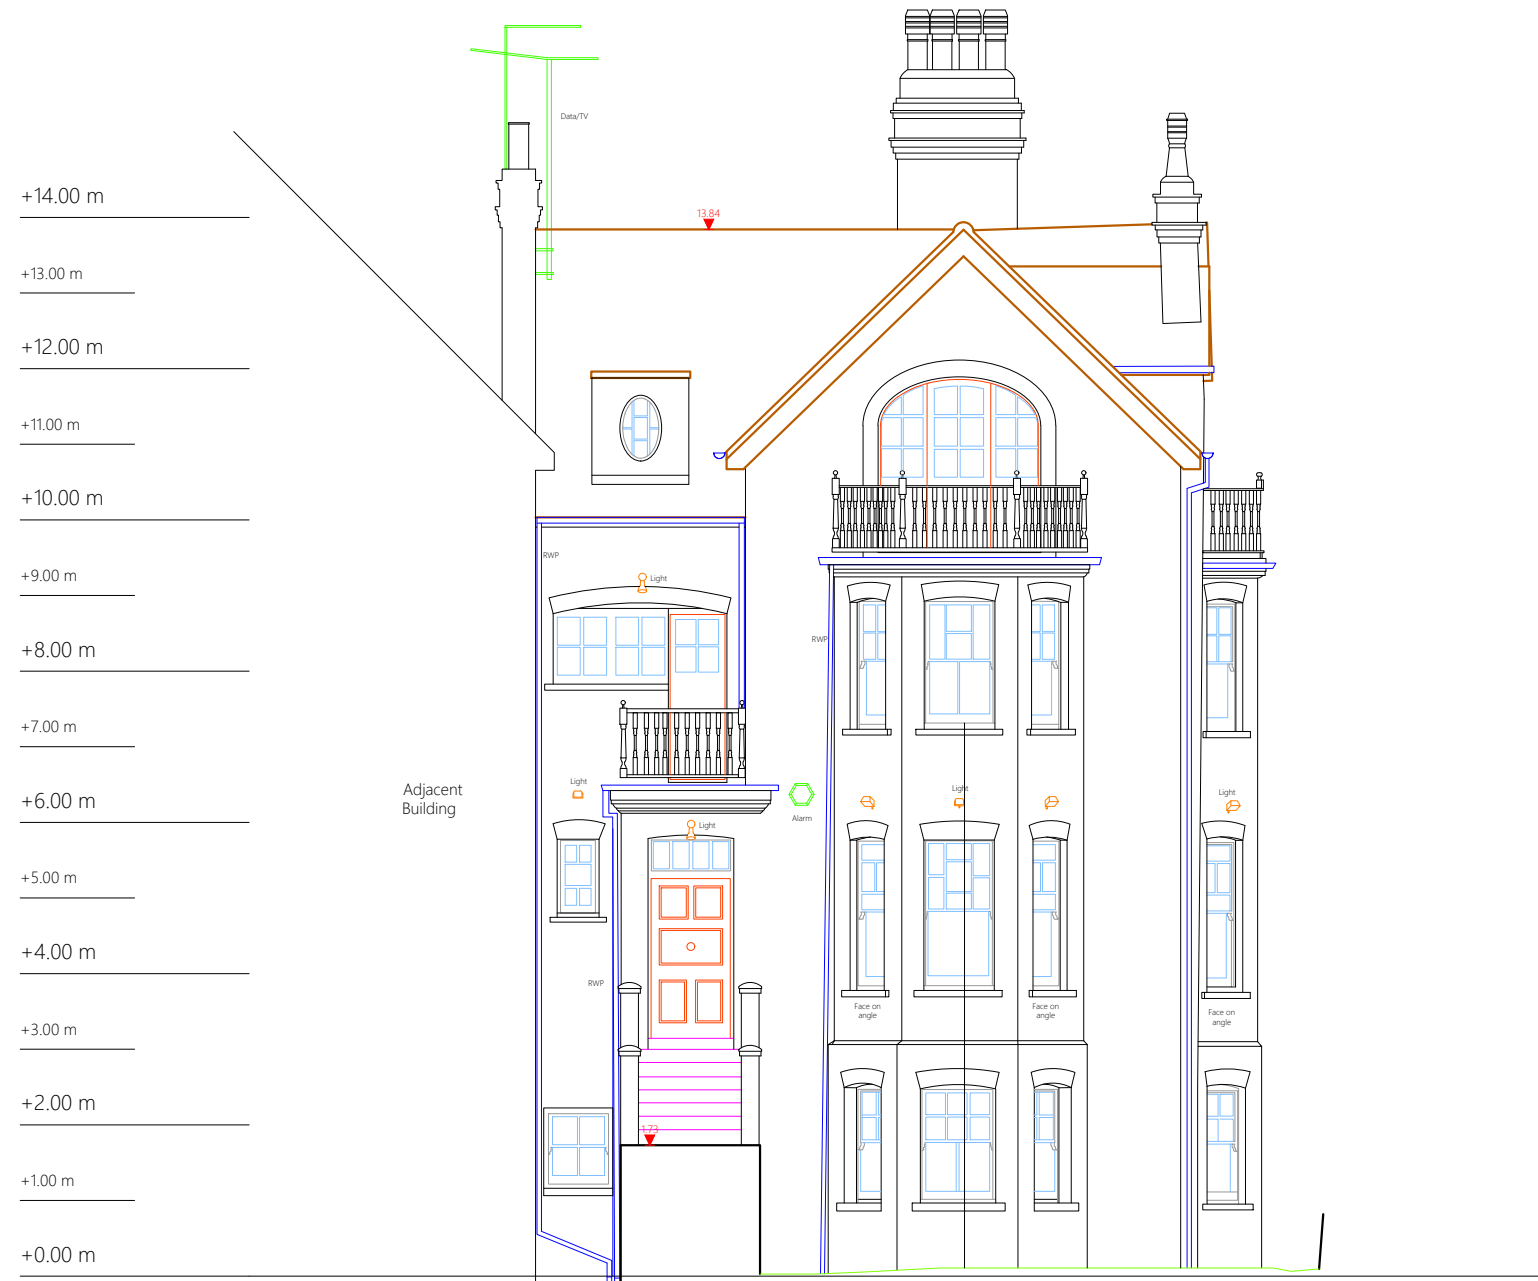 Data/TV
+14.00 m
13.84
+13.00 m
+12.00 m
+11.00 m
+10.00 m
RWP
+9.00 m
Light
RWP
+8.00 m
+7.00 m
Light
Light
Light
Adjacent
Building
+6.00 m
Alarm
Light
+5.00 m
+4.00 m
RWP
Face on
angle
Face on
angle
Face on
angle
+3.00 m
+2.00 m
1.73
+1.00 m
+0.00 m